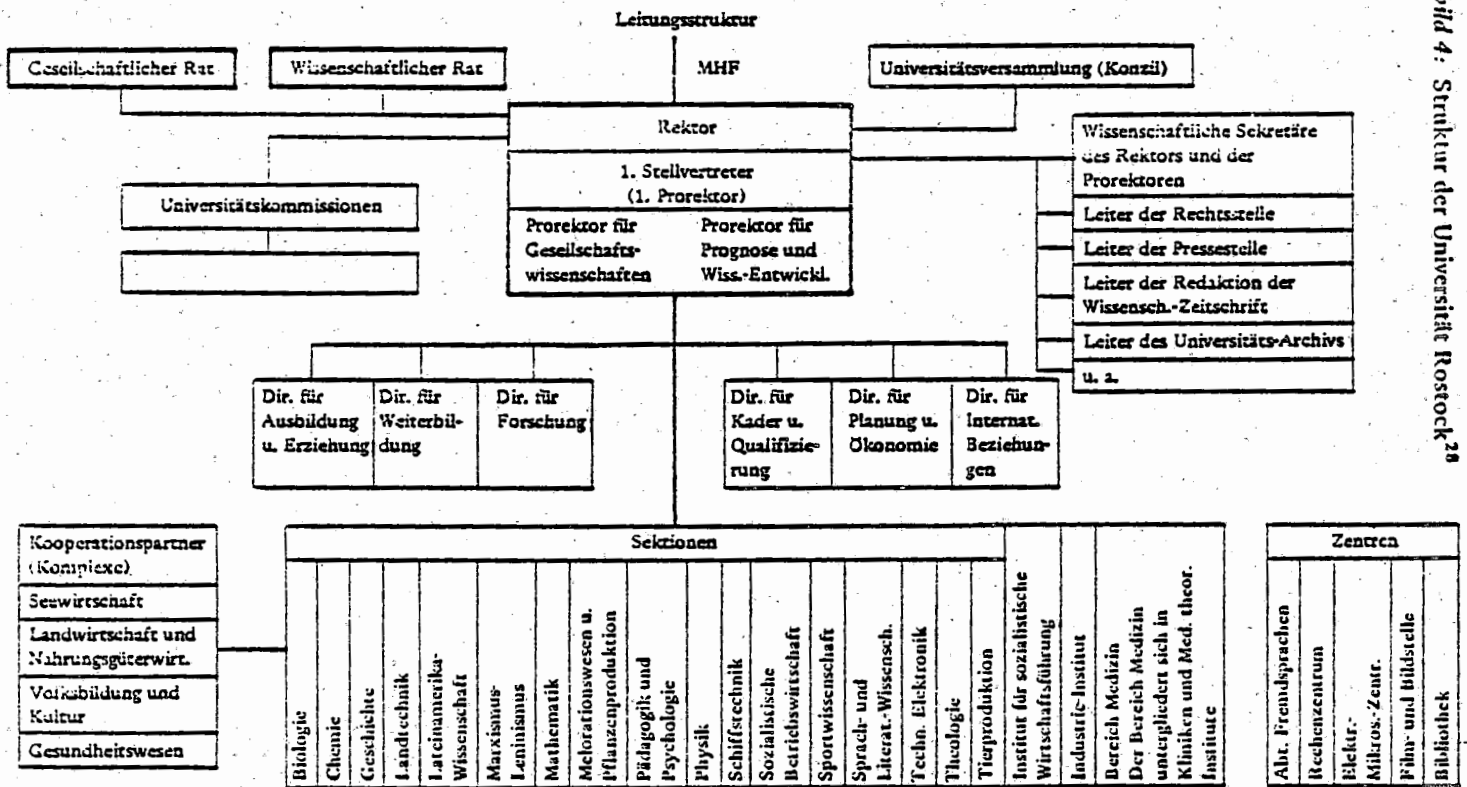 Bild 4: Struktur der Universität Rostock²⁸
Leitungsstruktur
MHF
Gesellschaftlicher Rat
Wissenschaftlicher Rat
Universitätsversammlung (Konzil)
Rektor
1. Stellvertreter
(1. Prorektor)
Prorektor für
Gesellschafts-
wissenschaften
Prorektor für
Prognose und
Wiss.-Entwickl.
Universitätskommissionen
Wissenschaftliche Sekretäre
des Rektors und der
Prorektoren
Leiter der Rechtsstelle
Leiter der Pressestelle
Leiter der Redaktion der
Wissensch.-Zeitschrift
Leiter des Universitäts-Archivs
u. a.
Dir. für
Ausbildung
u. Erziehung
Dir. für
Weiterbil-
dung
Dir. für
Forschung
Dir. für
Kader u.
Qualifizie-
rung
Dir. für
Planung u.
Ökonomie
Dir. für
Internat.
Beziehun-
gen
Kooperationspartner
(Komplexe)
Seewirtschaft
Landwirtschaft und
Nahrungsgüterwirt.
Volksbildung und
Kultur
Gesundheitswesen
Sektionen
Biologie
Chemie
Geschichte
Landtechnik
Lateinamerika-
Wissenschaft
Marxismus-
Leninismus
Mathematik
Meliorationswesen u.
Pflanzenproduktion
Pädagogik und
Psychologie
Physik
Schiffstechnik
Sozialistische
Betriebswirtschaft
Sportwissenschaft
Sprach- und
Literat.-Wissensch.
Techn. Elektronik
Theologie
Tierproduktion
Institut für sozialistische
Wirtschaftsführung
Industrie-Institut
Bereich Medizin
Der Bereich Medizin
untergliedert sich in
Kliniken und Med. theor.
Institute
Zentren
Abt. Fremdsprachen
Rechenzentrum
Elektr.-
Mikros.-Zentr.
Film- und Bildstelle
Bibliothek